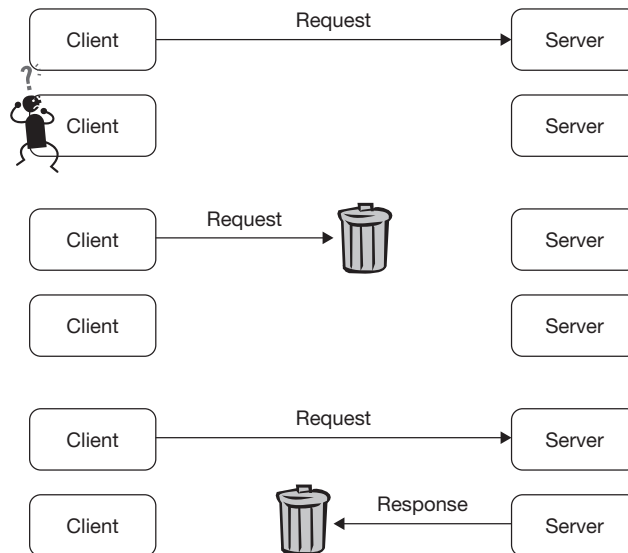 Client Request Server
? Client Server
Client Request Server
Client Server
Client Request Server
Client Response Server